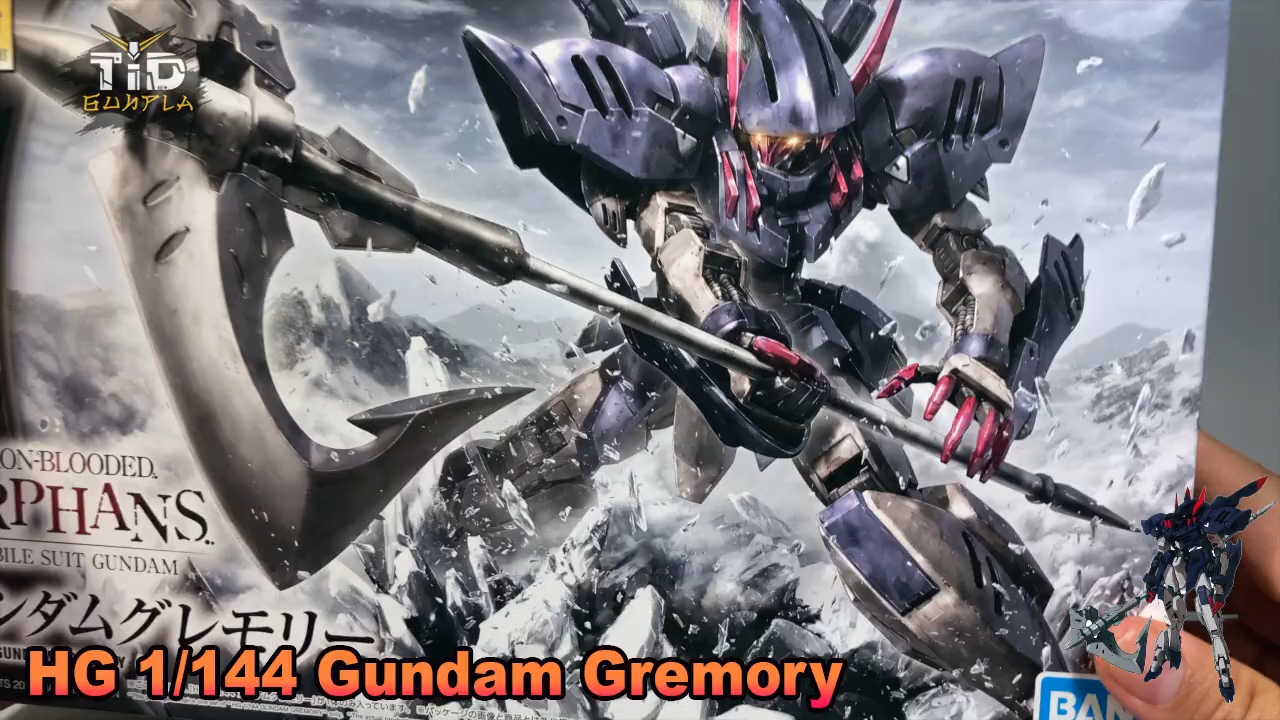 TiD
GUNPLA
ON-BLOODED.
RPHANS..
BILE SUIT GUNDAM
ンダムグレモリー
HG 1/144 Gundam Gremory
BAN